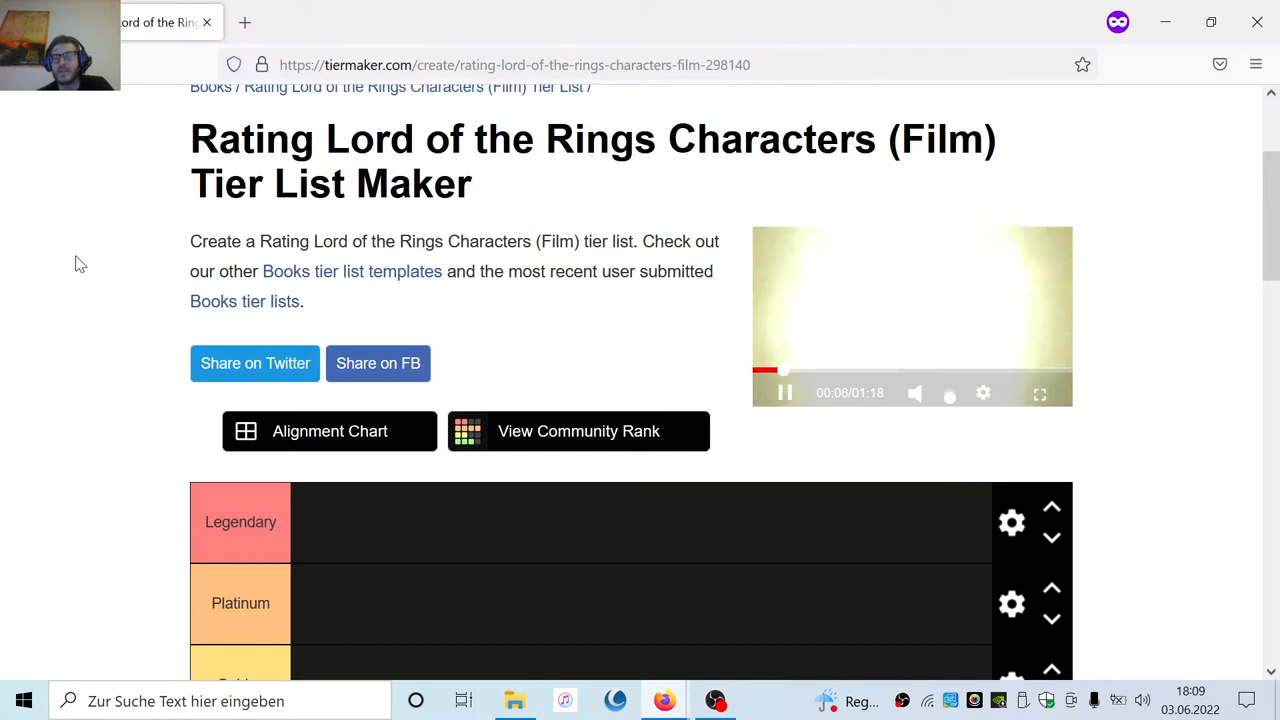 ord of the Rin
https://tiermaker.com/create/rating-lord-of-the-rings-characters-film-298140
Books / Rating Lord of the Rings Characters (Film) Tier List /
Rating Lord of the Rings Characters (Film)
Tier List Maker
Create a Rating Lord of the Rings Characters (Film) tier list. Check out
our other Books tier list templates and the most recent user submitted
Books tier lists.
Share on Twitter Share on FB
00:06/01:18
Alignment Chart View Community Rank
Legendary
Platinum
Zur Suche Text hier eingeben
Reg...
18:09
03.06.2022